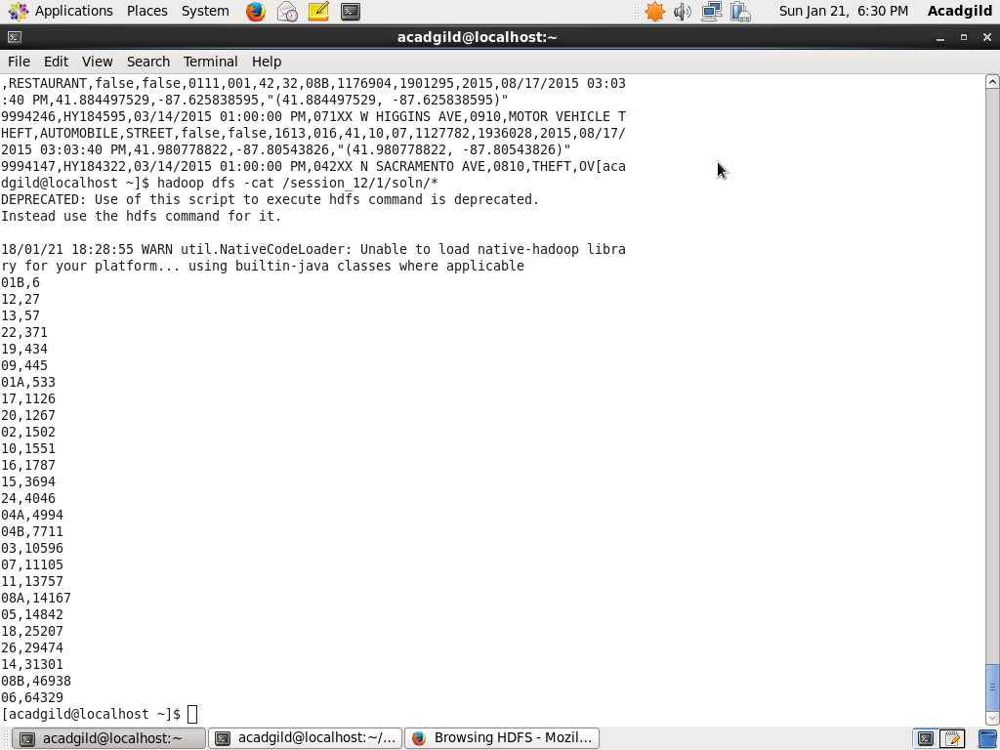 Applications Places System
Sun Jan 21, 6:30 PM Acadgild
acadgild@localhost:~
File Edit View Search Terminal Help
,RESTAURANT,false,false,0111,001,42,32,08B,1176904,1901295,2015,08/17/2015 03:03
:40 PM,41.884497529,-87.625838595,"(41.884497529, -87.625838595)"
9994246,HY184595,03/14/2015 01:00:00 PM,071XX W HIGGINS AVE,0910,MOTOR VEHICLE T
HEFT,AUTOMOBILE,STREET,false,false,1613,016,41,10,07,1127782,1936028,2015,08/17/
2015 03:03:40 PM,41.980778822,-87.80543826,"(41.980778822, -87.80543826)"
9994147,HY184322,03/14/2015 01:00:00 PM,042XX N SACRAMENTO AVE,0810,THEFT,OV[aca
dgild@localhost ~]$ hadoop dfs -cat /session_12/1/soln/*
DEPRECATED: Use of this script to execute hdfs command is deprecated.
Instead use the hdfs command for it.
18/01/21 18:28:55 WARN util.NativeCodeLoader: Unable to load native-hadoop libra
ry for your platform... using builtin-java classes where applicable
01B,6
12,27
13,57
22,371
19,434
09,445
01A,533
17,1126
20,1267
02,1502
10,1551
16,1787
15,3694
24,4046
04A,4994
04B,7711
03,10596
07,11105
11,13757
08A,14167
05,14842
18,25207
26,29474
14,31301
08B,46938
06,64329
[acadgild@localhost ~]$
acadgild@localhost:~
acadgild@localhost:~/...
Browsing HDFS - Mozil...